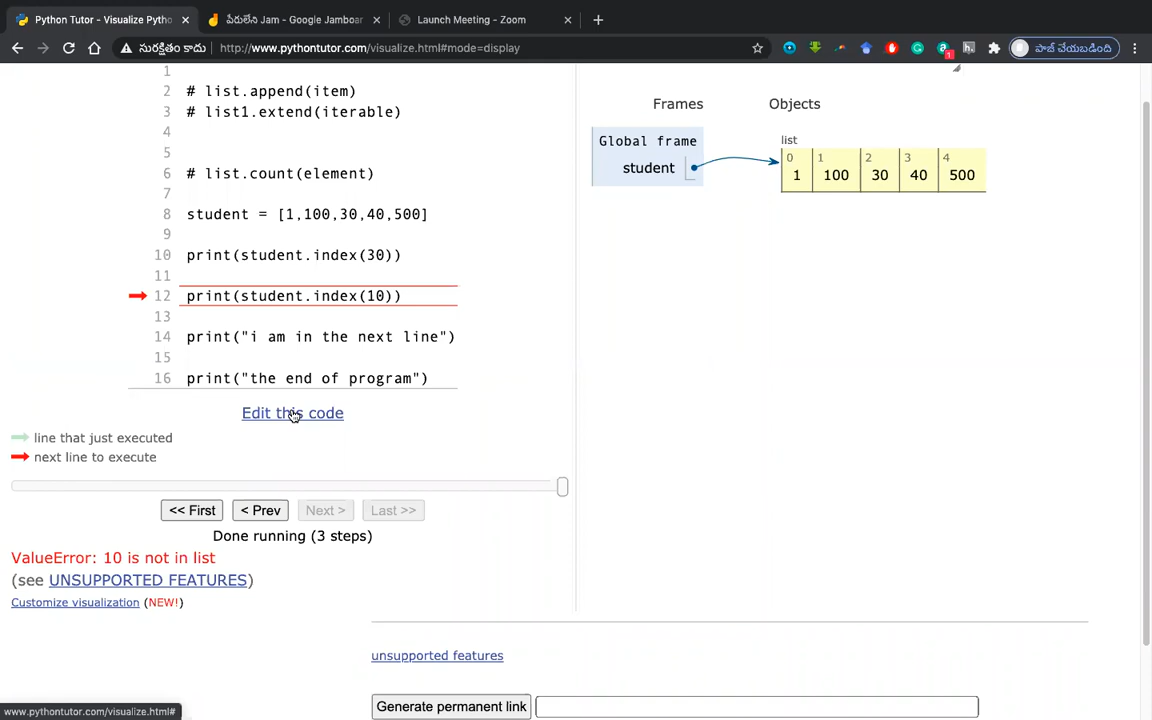 Python Tutor - Visualize Pytho
పేరులేని Jam - Google Jamboar
Launch Meeting - Zoom
సురక్షితం కాదు
http://www.pythontutor.com/visualize.html#mode=display
పాజ్ చేయబడింది
1
2 # list.append(item)
3 # list1.extend(iterable)
4
5
6 # list.count(element)
7
8 student = [1,100,30,40,500]
9
10 print(student.index(30))
11
12 print(student.index(10))
13
14 print("i am in the next line")
15
16 print("the end of program")
Edit this code
line that just executed
next line to execute
<< First
< Prev
Next >
Last >>
Done running (3 steps)
ValueError: 10 is not in list
(see UNSUPPORTED FEATURES)
Customize visualization (NEW!)
Frames
Objects
Global frame
student
list
0 1 2 3 4
1 100 30 40 500
unsupported features
Generate permanent link
www.pythontutor.com/visualize.html#